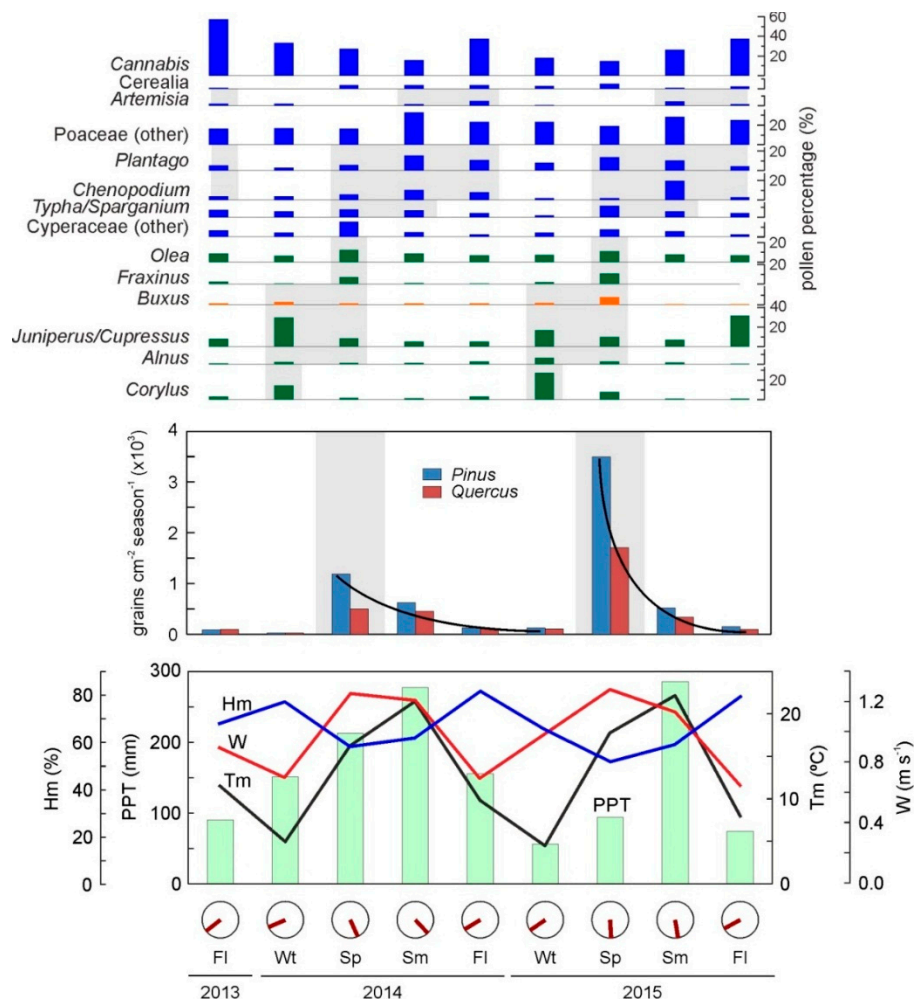 60
40
20
Cannabis
Cerealia
Artemisia
Poaceae (other)
20
Plantago
20
Chenopodium
20
Typha/Sparganium
Cyperaceae (other)
Olea
20
Fraxinus
20
Buxus
40
Juniperus/Cupressus
20
Alnus
Corylus
20
pollen percentage (%)
4
3
2
1
0
grains cm⁻² season⁻¹ (x10³)
Pinus
Quercus
Hm (%)
80
60
40
20
0
PPT (mm)
300
200
100
0
Hm
W
Tm
PPT
20
10
0
Tm (ºC)
1.2
0.8
0.4
0.0
W (m s⁻¹)
Fl Wt Sp Sm Fl Wt Sp Sm Fl
2013 2014 2015